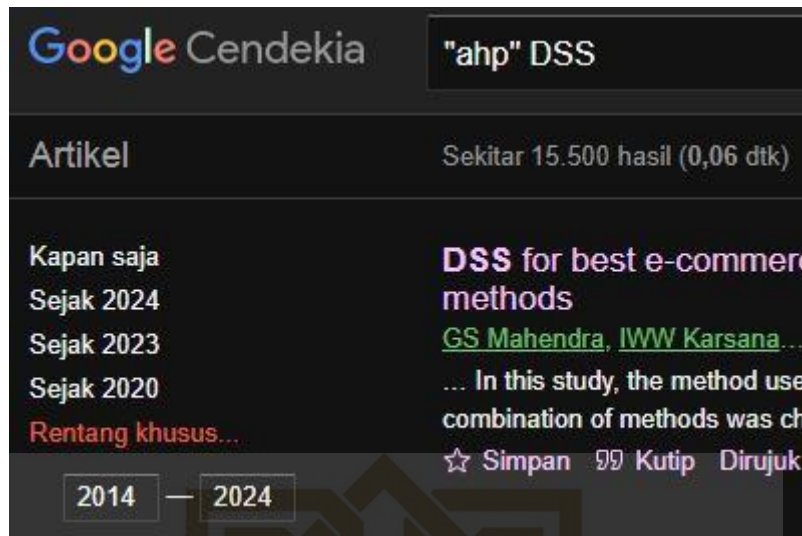 Google Cendekia
"ahp" DSS
Artikel
Sekitar 15.500 hasil (0,06 dtk)
Kapan saja
Sejak 2024
Sejak 2023
Sejak 2020
Rentang khusus...
2014 — 2024
DSS for best e-commerc
methods
GS Mahendra, IWW Karsana...
... In this study, the method use
combination of methods was ch
Simpan Kutip Dirujuk